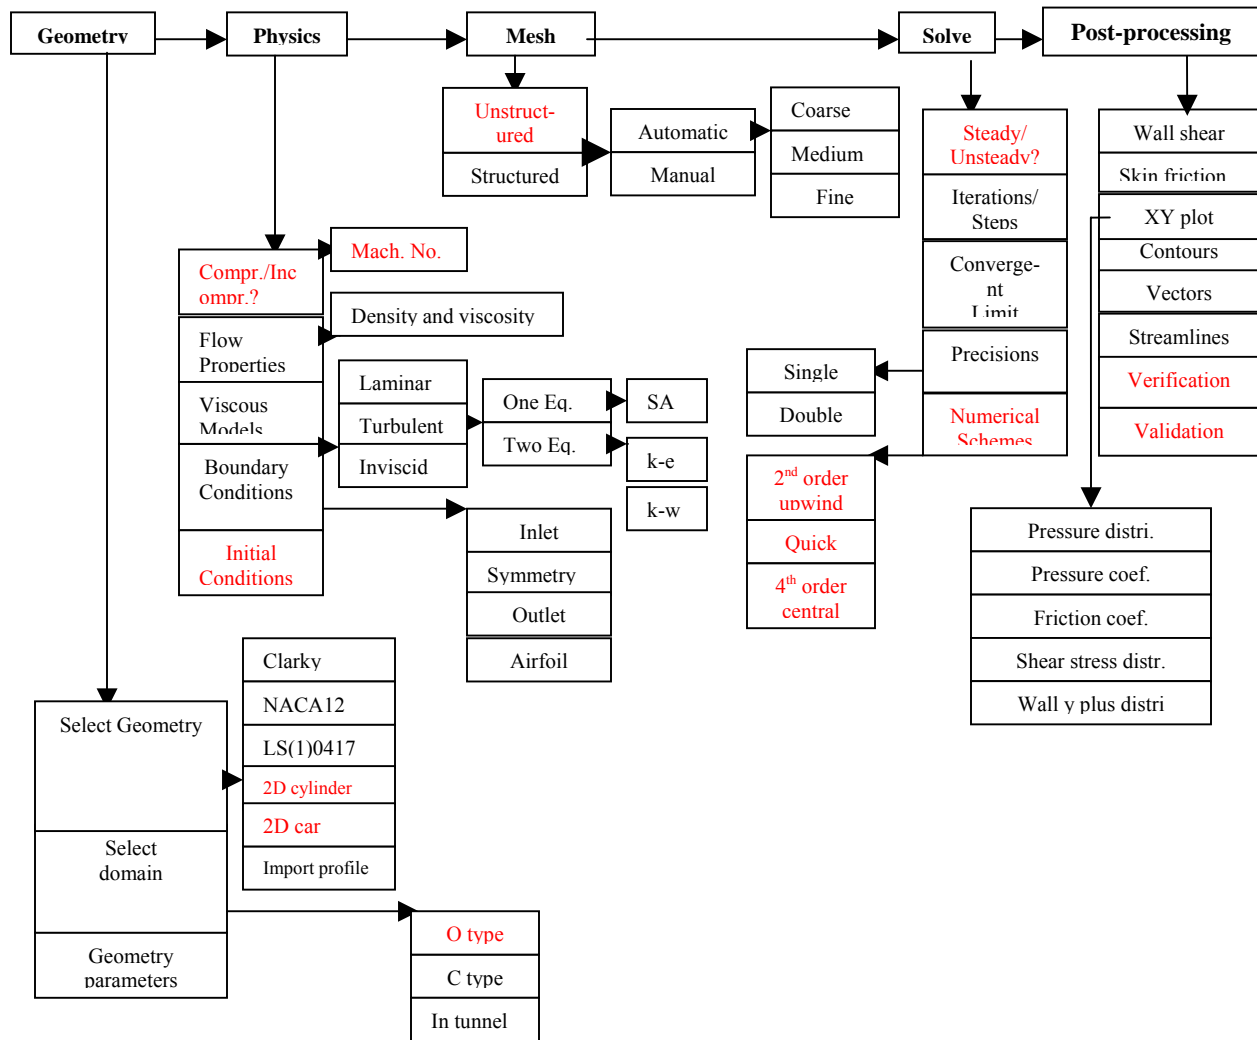 Geometry
Physics
Mesh
Solve
Post-processing
Unstruct-
ured
Structured
Automatic
Manual
Coarse
Medium
Fine
Steady/
Unsteady?
Iterations/
Steps
Converge-
nt
Limit
Precisions
Numerical
Schemes
Wall shear
Skin friction
XY plot
Contours
Vectors
Streamlines
Verification
Validation
Compr./Inc
ompr.?
Flow
Properties
Viscous
Models
Boundary
Conditions
Initial
Conditions
Mach. No.
Density and viscosity
Laminar
Turbulent
Inviscid
One Eq.
Two Eq.
SA
k-e
k-w
Single
Double
2nd order
upwind
Quick
4th order
central
Inlet
Symmetry
Outlet
Airfoil
Pressure distri.
Pressure coef.
Friction coef.
Shear stress distr.
Wall y plus distri
Select Geometry
Select
domain
Geometry
parameters
Clarky
NACA12
LS(1)0417
2D cylinder
2D car
Import profile
O type
C type
In tunnel